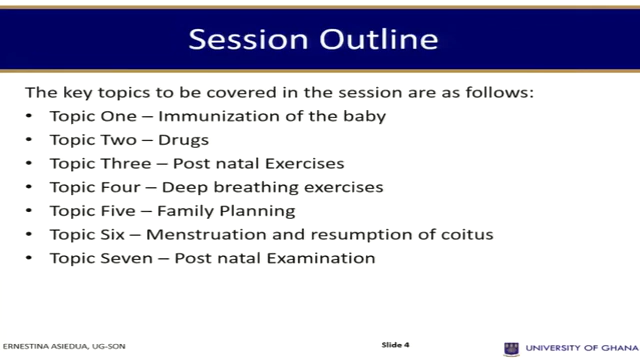 Session Outline
The key topics to be covered in the session are as follows:
• Topic One – Immunization of the baby
• Topic Two – Drugs
• Topic Three – Post natal Exercises
• Topic Four – Deep breathing exercises
• Topic Five – Family Planning
• Topic Six – Menstruation and resumption of coitus
• Topic Seven – Post natal Examination
ERNESTINA ASIEDUA, UG-SON
Slide 4
UNIVERSITY OF GHANA